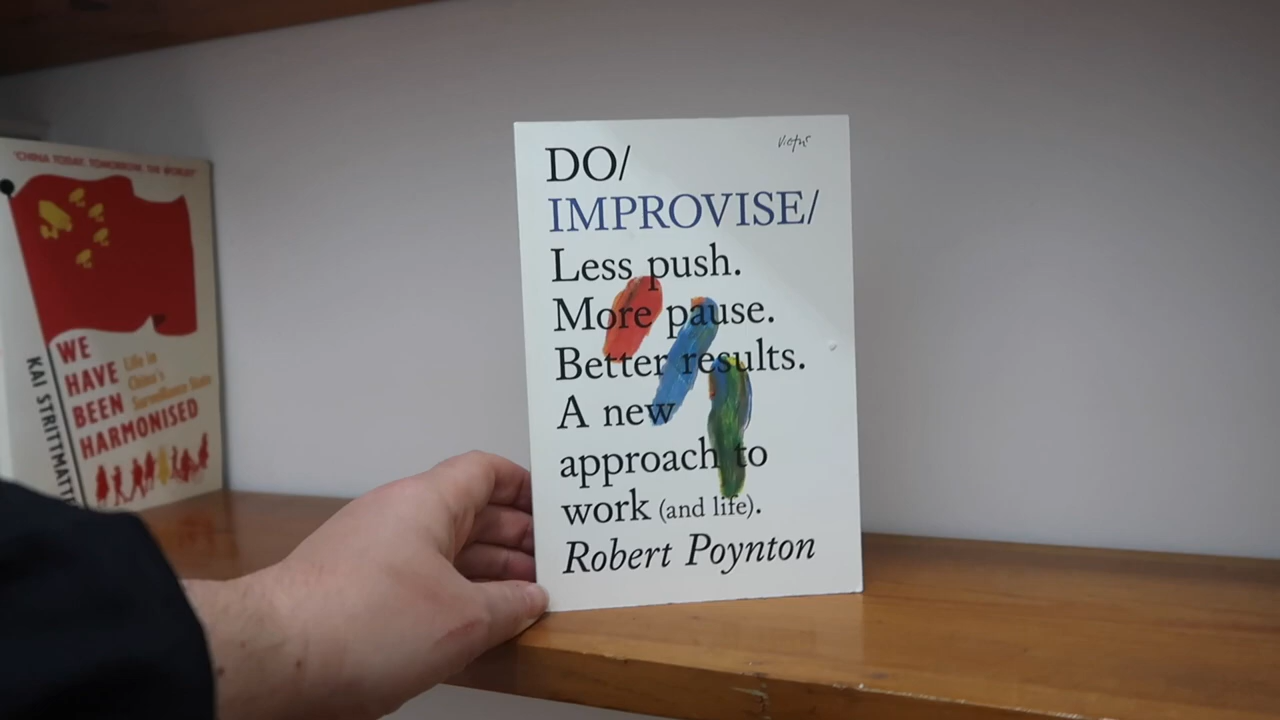 'CHINA TODAY, TOMORROW, THE WORLD?'
WE
HAVE
BEEN
HARMONISED
Life in
China's
Surveillance State
KAI STRITTMATT
DO/
IMPROVISE/
Less push.
More pause.
Better results.
A new
approach to
work (and life).
Robert Poynton